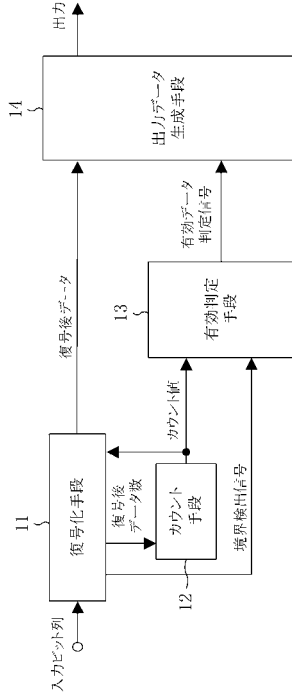 入力ビット列
11
復号化手段
復号後データ
復号後
データ数
カウント値
カウント
手段
12
境界検出信号
13
有効判定
手段
有効データ
判定信号
14
出力データ
生成手段
出力